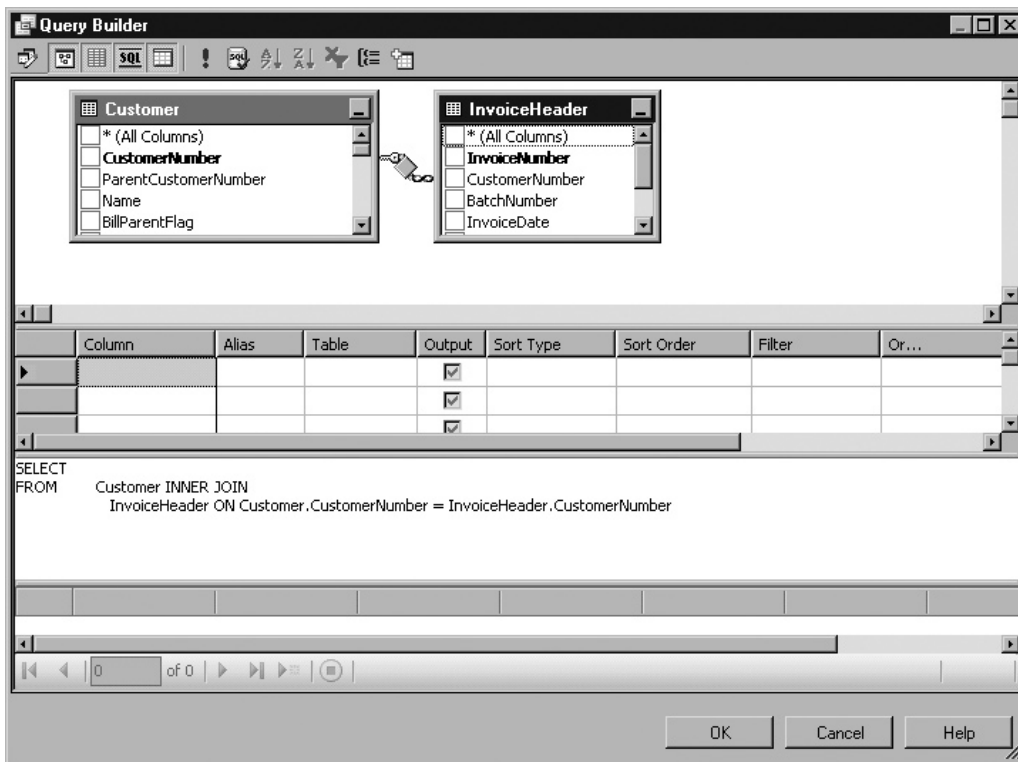 Query Builder
SQL
Customer
* (All Columns)
CustomerNumber
ParentCustomerNumber
Name
BillParentFlag
InvoiceHeader
* (All Columns)
InvoiceNumber
CustomerNumber
BatchNumber
InvoiceDate
Column Alias Table Output Sort Type Sort Order Filter Or...
SELECT
FROM Customer INNER JOIN
InvoiceHeader ON Customer.CustomerNumber = InvoiceHeader.CustomerNumber
0 of 0
OK Cancel Help